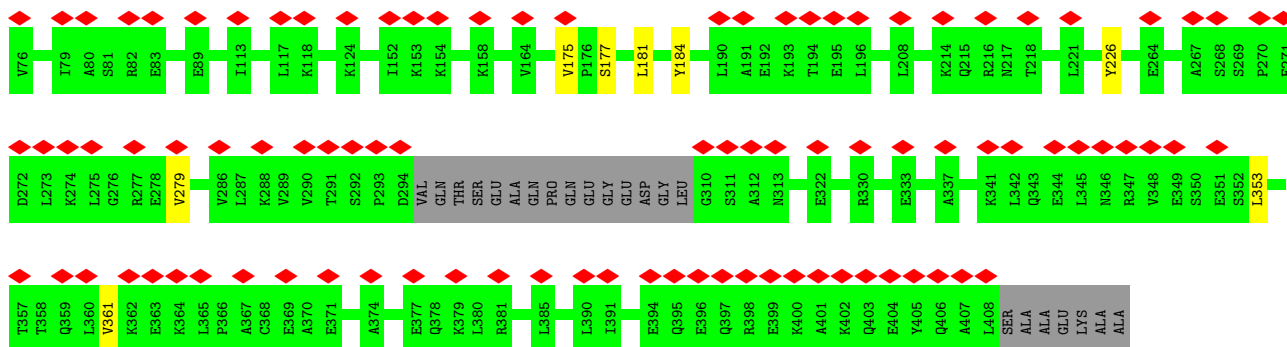 V76 I79 A80 S81 R82 E83 E89 I113 L117 K118 K124 I152 K153 K154 K158 V164 V175 P176 S177 L181 Y184 L190 A191 E192 K193 T194 E195 L196 L208 K214 Q215 R216 N217 T218 L221 Y226 E264 A267 S268 S269 P270
D272 L273 K274 L275 G276 R277 E278 V279 V286 L287 K288 V289 V290 T291 S292 P293 D294 VAL GLN THR SER GLU ALA GLN PRO GLN GLU GLY GLU ASP GLY LEU G310 S311 A312 N313 E322 R330 E333 A337 K341 L342 Q343 E344 L345 N346 R347 V348 E349 S350 E351 S352 L353
T357 T358 Q359 L360 V361 K362 E363 K364 L365 P366 A367 C368 E369 A370 E371 A374 E377 Q378 K379 L380 R381 L385 L390 I391 E394 Q395 E396 Q397 R398 E399 K400 A401 K402 Q403 E404 Y405 Q406 A407 L408 SER ALA ALA GLU LYS ALA ALA